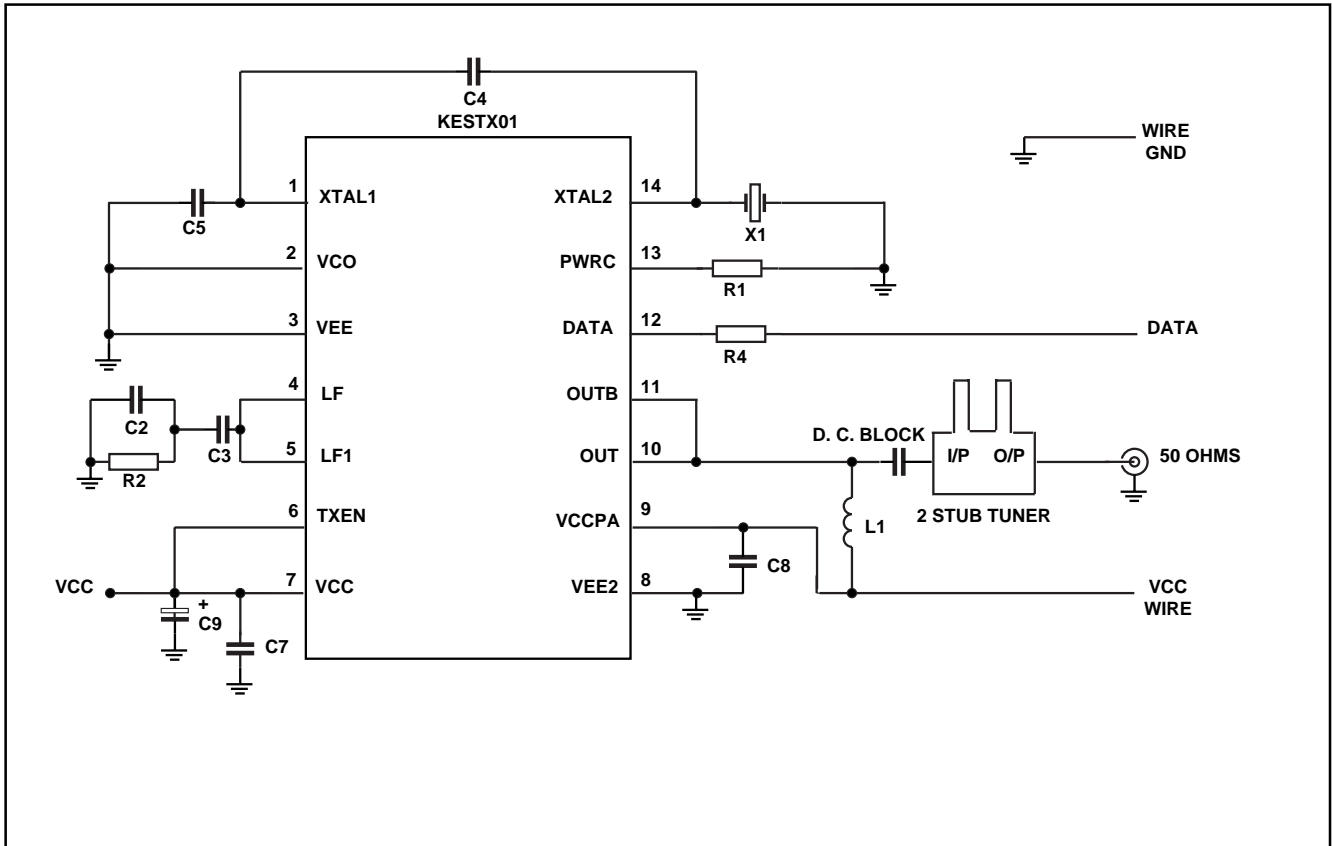 C4
KESTX01
WIRE
GND
1
XTAL1
XTAL2
14
C5
X1
2
VCO
PWRC
13
R1
3
VEE
DATA
12
R4
DATA
4
LF
OUTB
11
C2
C3
R2
5
LF1
OUT
10
D. C. BLOCK
I/P
O/P
50 OHMS
2 STUB TUNER
6
TXEN
VCCPA
9
L1
C8
VCC
7
VCC
VEE2
8
VCC
WIRE
+
C9
C7